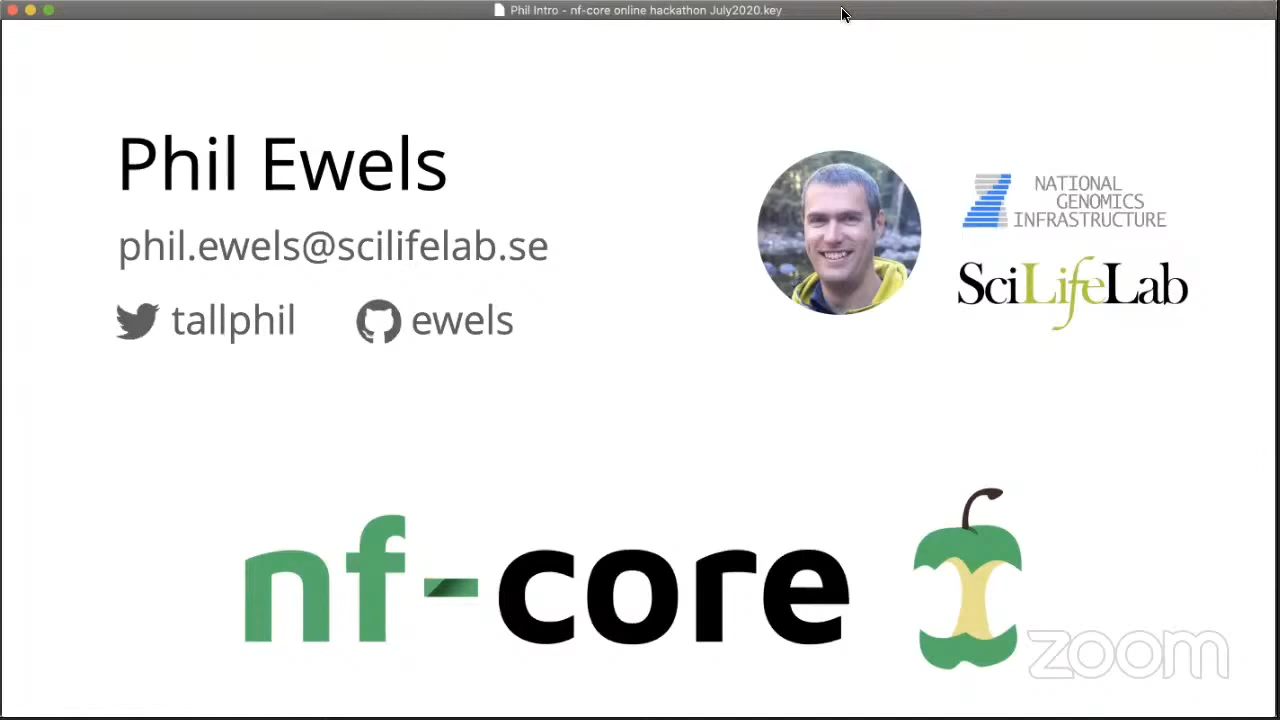 Phil Intro - nf-core online hackathon July2020.key
Phil Ewels
phil.ewels@scilifelab.se
tallphil
ewels
NATIONAL
GENOMICS
INFRASTRUCTURE
SciLifeLab
nf-core
zoom